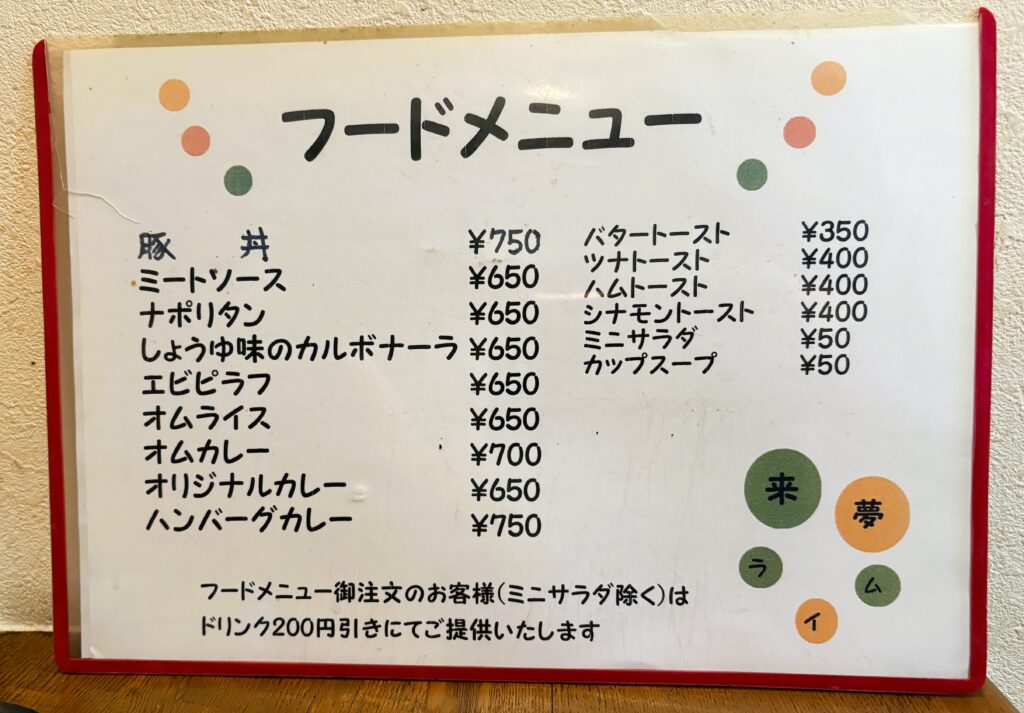 フードメニュー
豚　丼 ¥750
ミートソース ¥650
ナポリタン ¥650
しょうゆ味のカルボナーラ ¥650
エビピラフ ¥650
オムライス ¥650
オムカレー ¥700
オリジナルカレー ¥650
ハンバーグカレー ¥750
バタートースト ¥350
ツナトースト ¥400
ハムトースト ¥400
シナモントースト ¥400
ミニサラダ ¥50
カップスープ ¥50
フードメニュー御注文のお客様(ミニサラダ除く)は
ドリンク200円引きにてご提供いたします
来夢
ライム